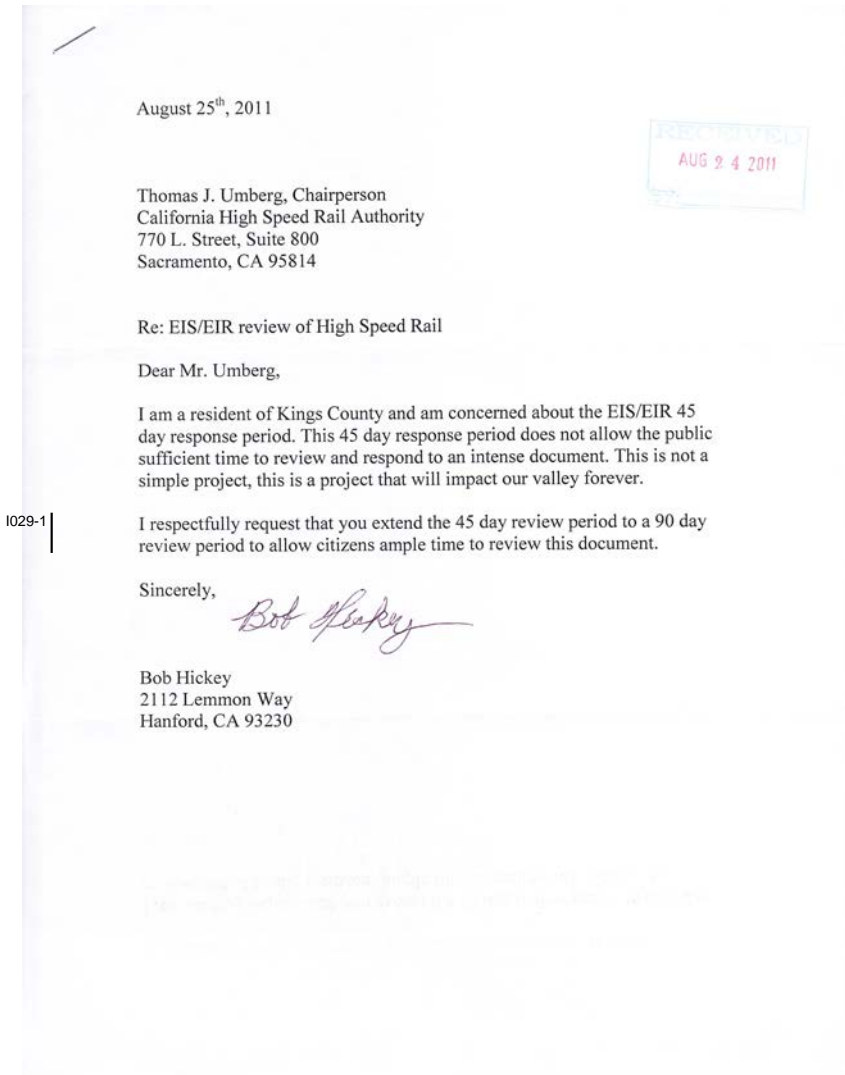 August 25th, 2011
RECEIVED
AUG 24 2011
Thomas J. Umberg, Chairperson
California High Speed Rail Authority
770 L. Street, Suite 800
Sacramento, CA 95814
Re: EIS/EIR review of High Speed Rail
Dear Mr. Umberg,
I am a resident of Kings County and am concerned about the EIS/EIR 45
day response period. This 45 day response period does not allow the public
sufficient time to review and respond to an intense document. This is not a
simple project, this is a project that will impact our valley forever.
I029-1
I respectfully request that you extend the 45 day review period to a 90 day
review period to allow citizens ample time to review this document.
Sincerely,
Bob Hickey
Bob Hickey
2112 Lemmon Way
Hanford, CA 93230